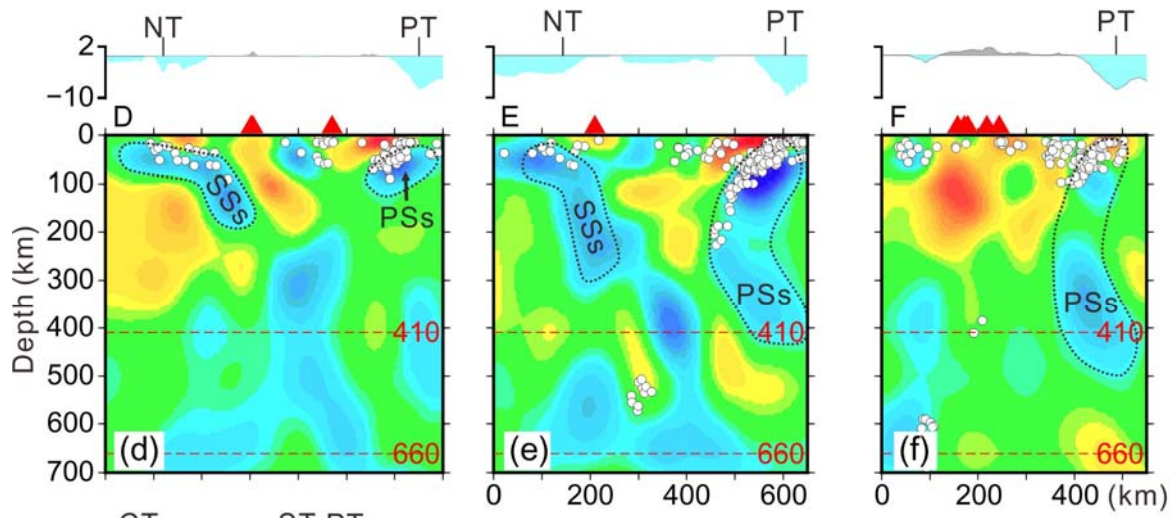 NT PT NT PT PT
2
−10
D E F
0
100
200
300
400
500
600
700
Depth (km)
SSs PSs SSs PSs PSs
410 410 410
660 660 660
(d) (e) (f)
0 200 400 600 0 200 400 (km)